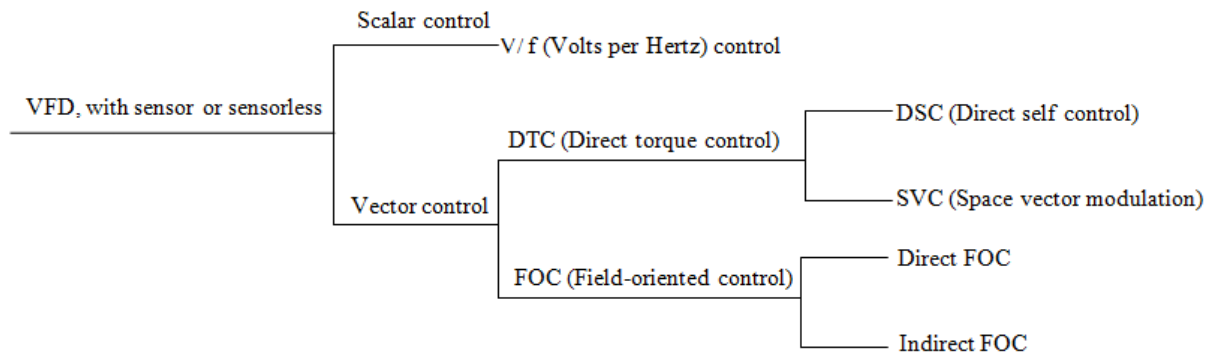 Scalar control
V/ f (Volts per Hertz) control
VFD, with sensor or sensorless
DSC (Direct self control)
DTC (Direct torque control)
SVC (Space vector modulation)
Vector control
Direct FOC
FOC (Field-oriented control)
Indirect FOC